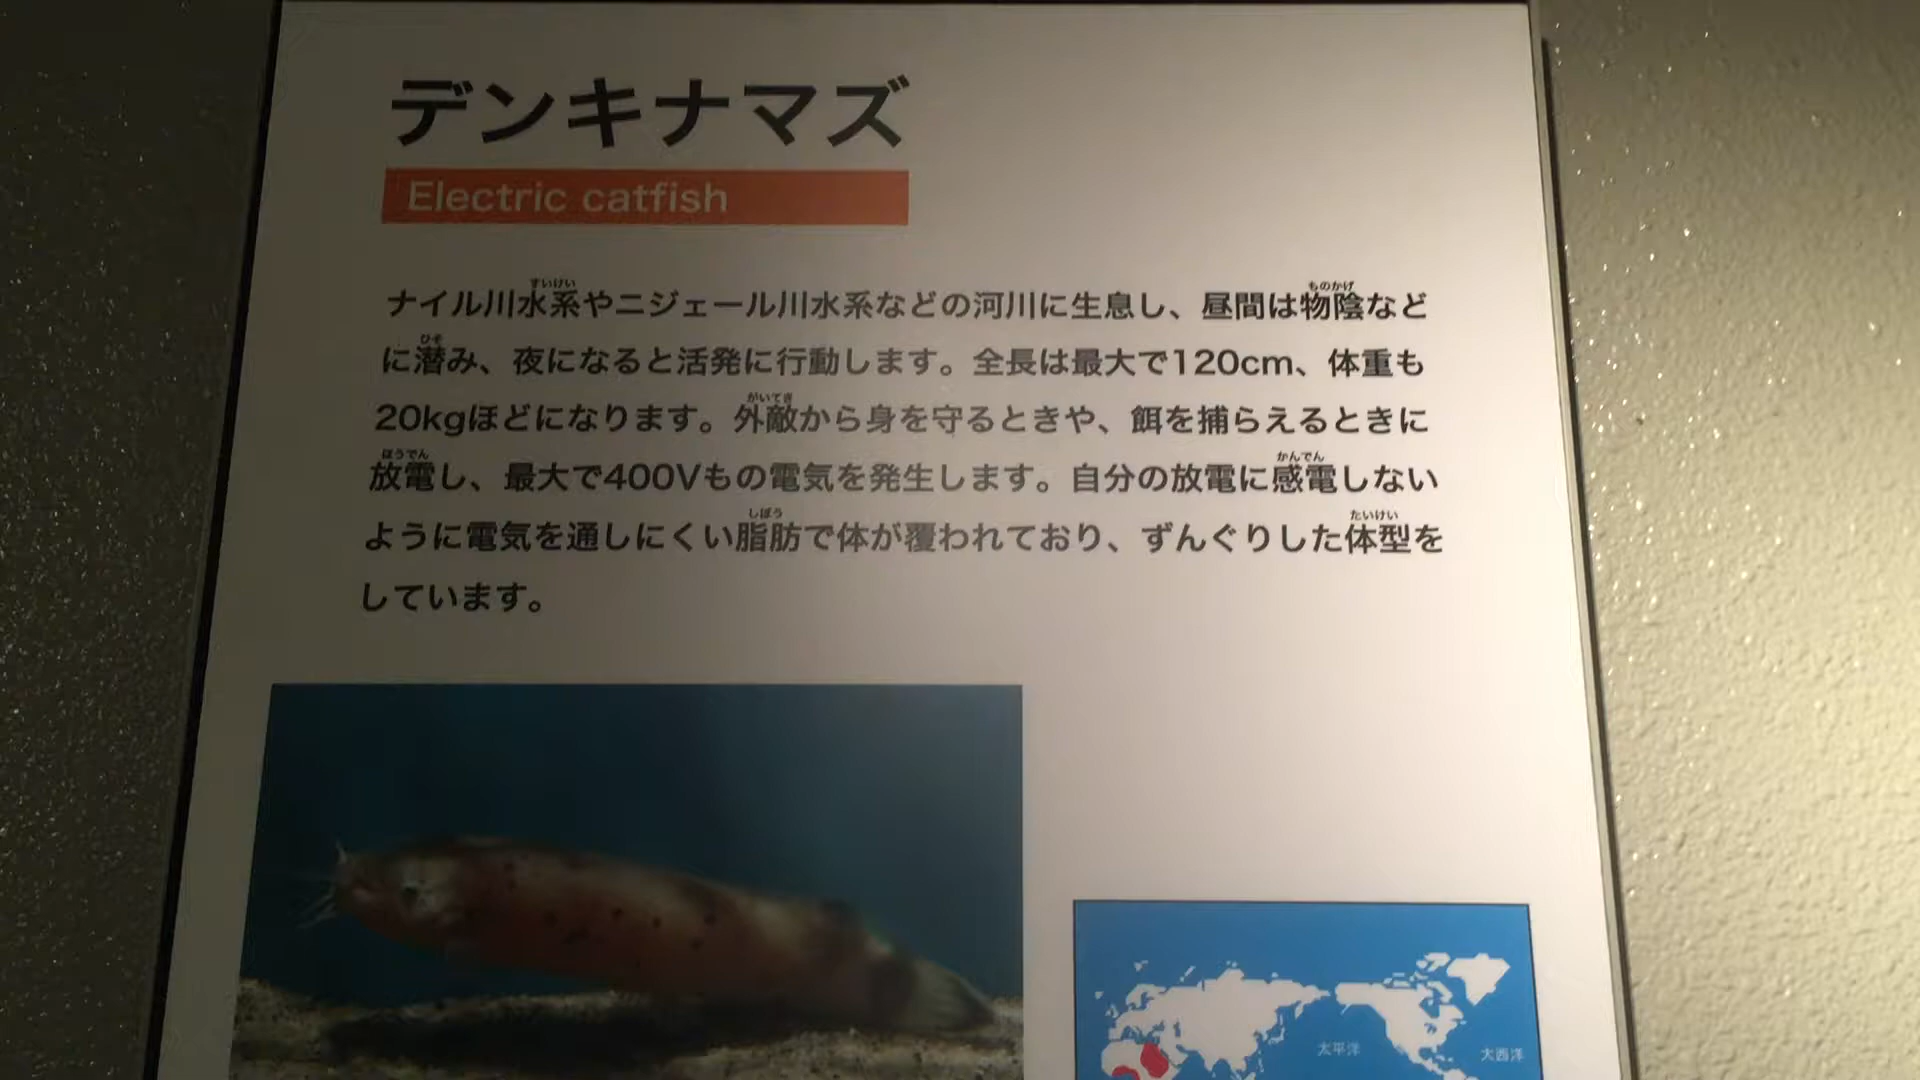 デンキナマズ
Electric catfish
ナイル川水系やニジェール川水系などの河川に生息し、昼間は物陰など
に潜み、夜になると活発に行動します。全長は最大で120cm、体重も
20kgほどになります。外敵から身を守るときや、餌を捕らえるときに
放電し、最大で400Vもの電気を発生します。自分の放電に感電しない
ように電気を通しにくい脂肪で体が覆われており、ずんぐりした体型を
しています。
太平洋
大西洋